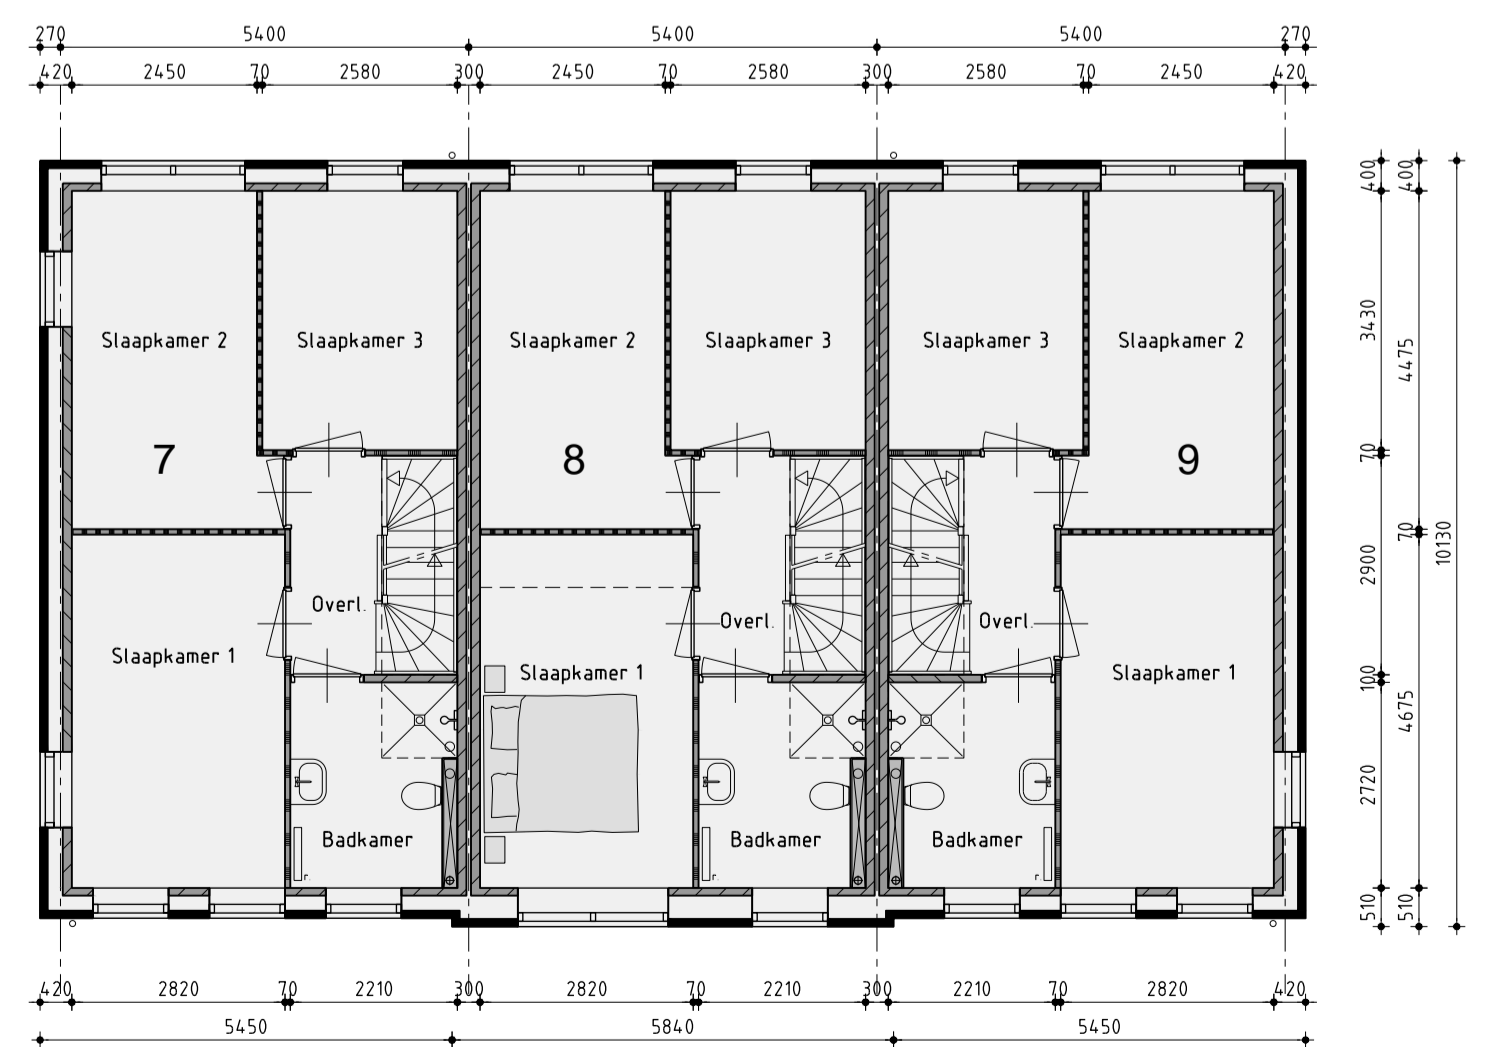 270 5400 5400 5400 270
420 2450 70 2580 300 2450 70 2580 300 2580 70 2450 420
400 400
Slaapkamer 2 Slaapkamer 3 Slaapkamer 2 Slaapkamer 3 Slaapkamer 3 Slaapkamer 2
3430 4475
7 8 9
70
70
2900 10130
Overl. Overl. Overl.
Slaapkamer 1 Slaapkamer 1 Slaapkamer 1
100
4675
2720
Badkamer Badkamer Badkamer
r. r. r.
510 510
420 2820 70 2210 300 2820 70 2210 300 2210 70 2820 420
5450 5840 5450